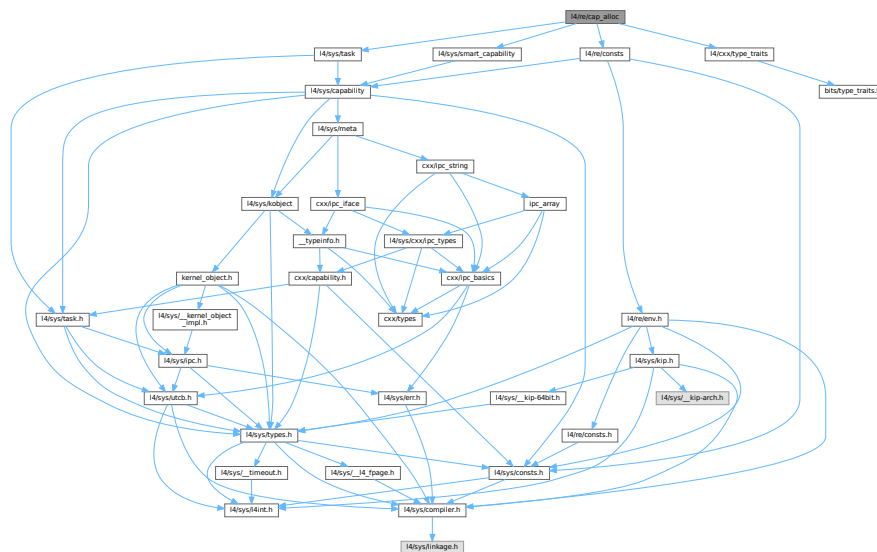 l4/re/cap_alloc
l4/sys/task
l4/sys/smart_capability
l4/re/consts
l4/cxx/type_traits
l4/sys/capability
bits/type_traits.l
l4/sys/meta
cxx/ipc_string
l4/sys/kobject
cxx/ipc_iface
ipc_array
__typeinfo.h
l4/sys/cxx/ipc_types
kernel_object.h
cxx/capability.h
cxx/ipc_basics
l4/sys/task.h
l4/sys/__kernel_object
_impl.h
cxx/types
l4/re/env.h
l4/sys/ipc.h
l4/sys/kip.h
l4/sys/utcb.h
l4/sys/err.h
l4/sys/__kip-64bit.h
l4/sys/__kip-arch.h
l4/sys/types.h
l4/re/consts.h
l4/sys/__timeout.h
l4/sys/__l4_fpage.h
l4/sys/consts.h
l4/sys/l4int.h
l4/sys/compiler.h
l4/sys/linkage.h